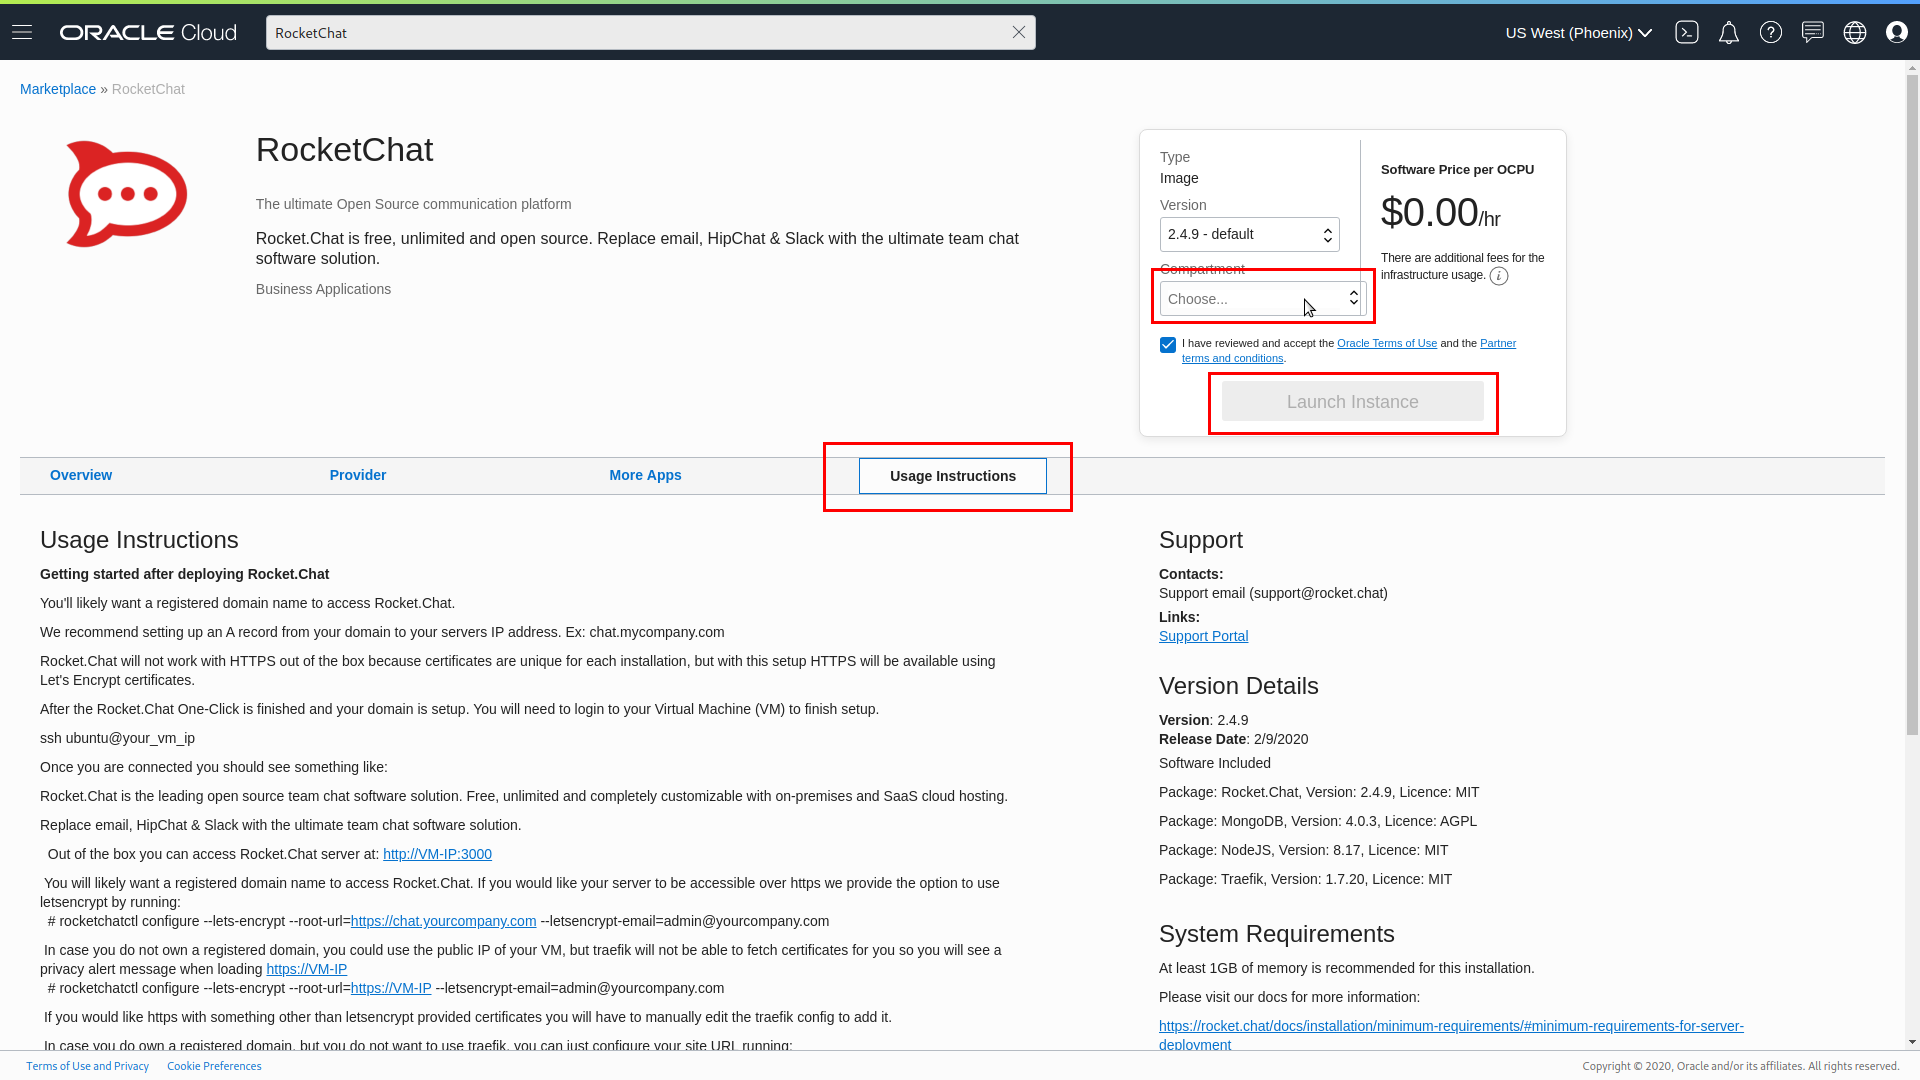 ORACLE Cloud
RocketChat
US West (Phoenix)
Marketplace » RocketChat
RocketChat
The ultimate Open Source communication platform
Rocket.Chat is free, unlimited and open source. Replace email, HipChat & Slack with the ultimate team chat
software solution.
Business Applications
Type
Image
Version
2.4.9 - default
Compartment
Choose...
Software Price per OCPU
$0.00/hr
There are additional fees for the
infrastructure usage. i
I have reviewed and accept the Oracle Terms of Use and the Partner
terms and conditions.
Launch Instance
Overview
Provider
More Apps
Usage Instructions
Usage Instructions
Getting started after deploying Rocket.Chat
You'll likely want a registered domain name to access Rocket.Chat.
We recommend setting up an A record from your domain to your servers IP address. Ex: chat.mycompany.com
Rocket.Chat will not work with HTTPS out of the box because certificates are unique for each installation, but with this setup HTTPS will be available using
Let's Encrypt certificates.
After the Rocket.Chat One-Click is finished and your domain is setup. You will need to login to your Virtual Machine (VM) to finish setup.
ssh ubuntu@your_vm_ip
Once you are connected you should see something like:
Rocket.Chat is the leading open source team chat software solution. Free, unlimited and completely customizable with on-premises and SaaS cloud hosting.
Replace email, HipChat & Slack with the ultimate team chat software solution.
Out of the box you can access Rocket.Chat server at: http://VM-IP:3000
You will likely want a registered domain name to access Rocket.Chat. If you would like your server to be accessible over https we provide the option to use
letsencrypt by running:
# rocketchatctl configure --lets-encrypt --root-url=https://chat.yourcompany.com --letsencrypt-email=admin@yourcompany.com
In case you do not own a registered domain, you could use the public IP of your VM, but traefik will not be able to fetch certificates for you so you will see a
privacy alert message when loading https://VM-IP
# rocketchatctl configure --lets-encrypt --root-url=https://VM-IP --letsencrypt-email=admin@yourcompany.com
If you would like https with something other than letsencrypt provided certificates you will have to manually edit the traefik config to add it.
In case you do own a registered domain, but you do not want to use traefik, you can just configure your site URL running:
Support
Contacts:
Support email (support@rocket.chat)
Links:
Support Portal
Version Details
Version: 2.4.9
Release Date: 2/9/2020
Software Included
Package: Rocket.Chat, Version: 2.4.9, Licence: MIT
Package: MongoDB, Version: 4.0.3, Licence: AGPL
Package: NodeJS, Version: 8.17, Licence: MIT
Package: Traefik, Version: 1.7.20, Licence: MIT
System Requirements
At least 1GB of memory is recommended for this installation.
Please visit our docs for more information:
https://rocket.chat/docs/installation/minimum-requirements/#minimum-requirements-for-server-
deployment
Terms of Use and Privacy
Cookie Preferences
Copyright © 2020, Oracle and/or its affiliates. All rights reserved.